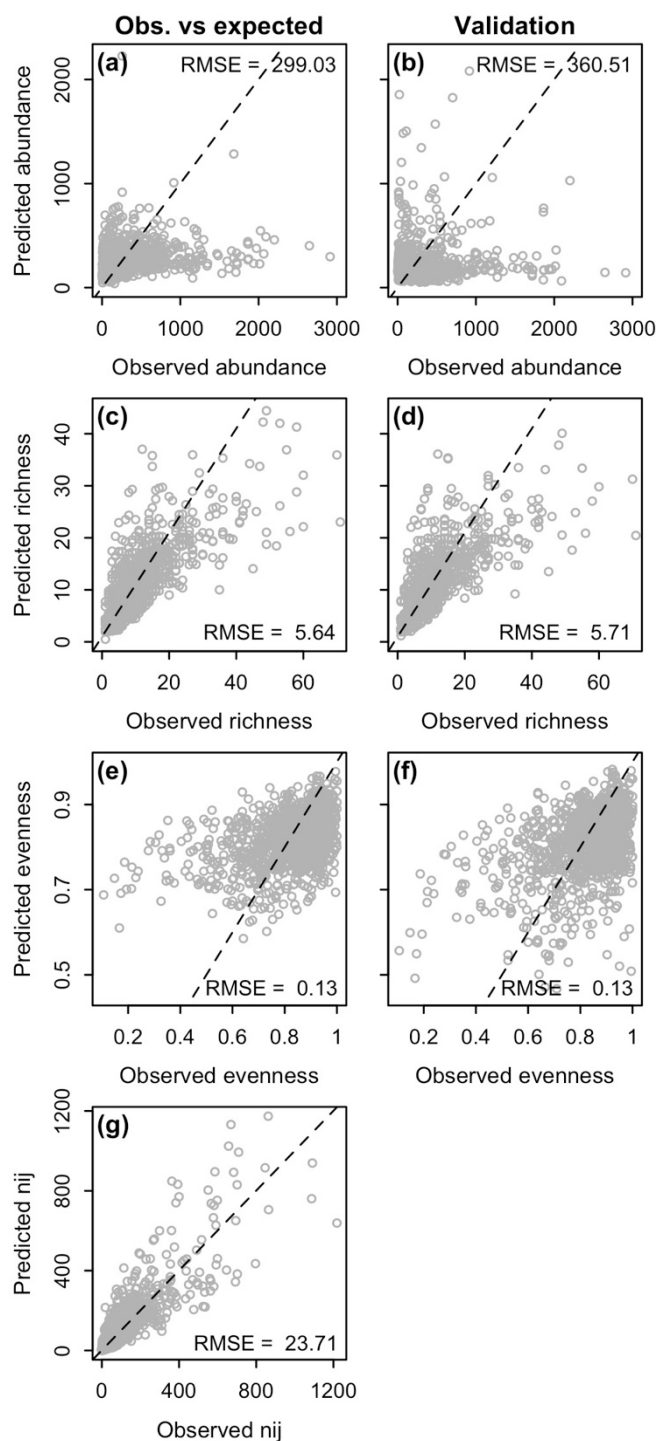 Obs. vs expected
Validation
(a)
RMSE = 299.03
(b)
RMSE = 360.51
Predicted abundance
0 1000 2000
0 1000 2000 3000
0 1000 2000 3000
Observed abundance
Observed abundance
(c)
(d)
Predicted richness
0 10 20 30 40
RMSE = 5.64
RMSE = 5.71
0 20 40 60
0 20 40 60
Observed richness
Observed richness
(e)
(f)
Predicted evenness
0.5 0.7 0.9
RMSE = 0.13
RMSE = 0.13
0.2 0.4 0.6 0.8 1
0.2 0.4 0.6 0.8 1
Observed evenness
Observed evenness
(g)
Predicted nij
0 400 800 1200
RMSE = 23.71
0 400 800 1200
Observed nij